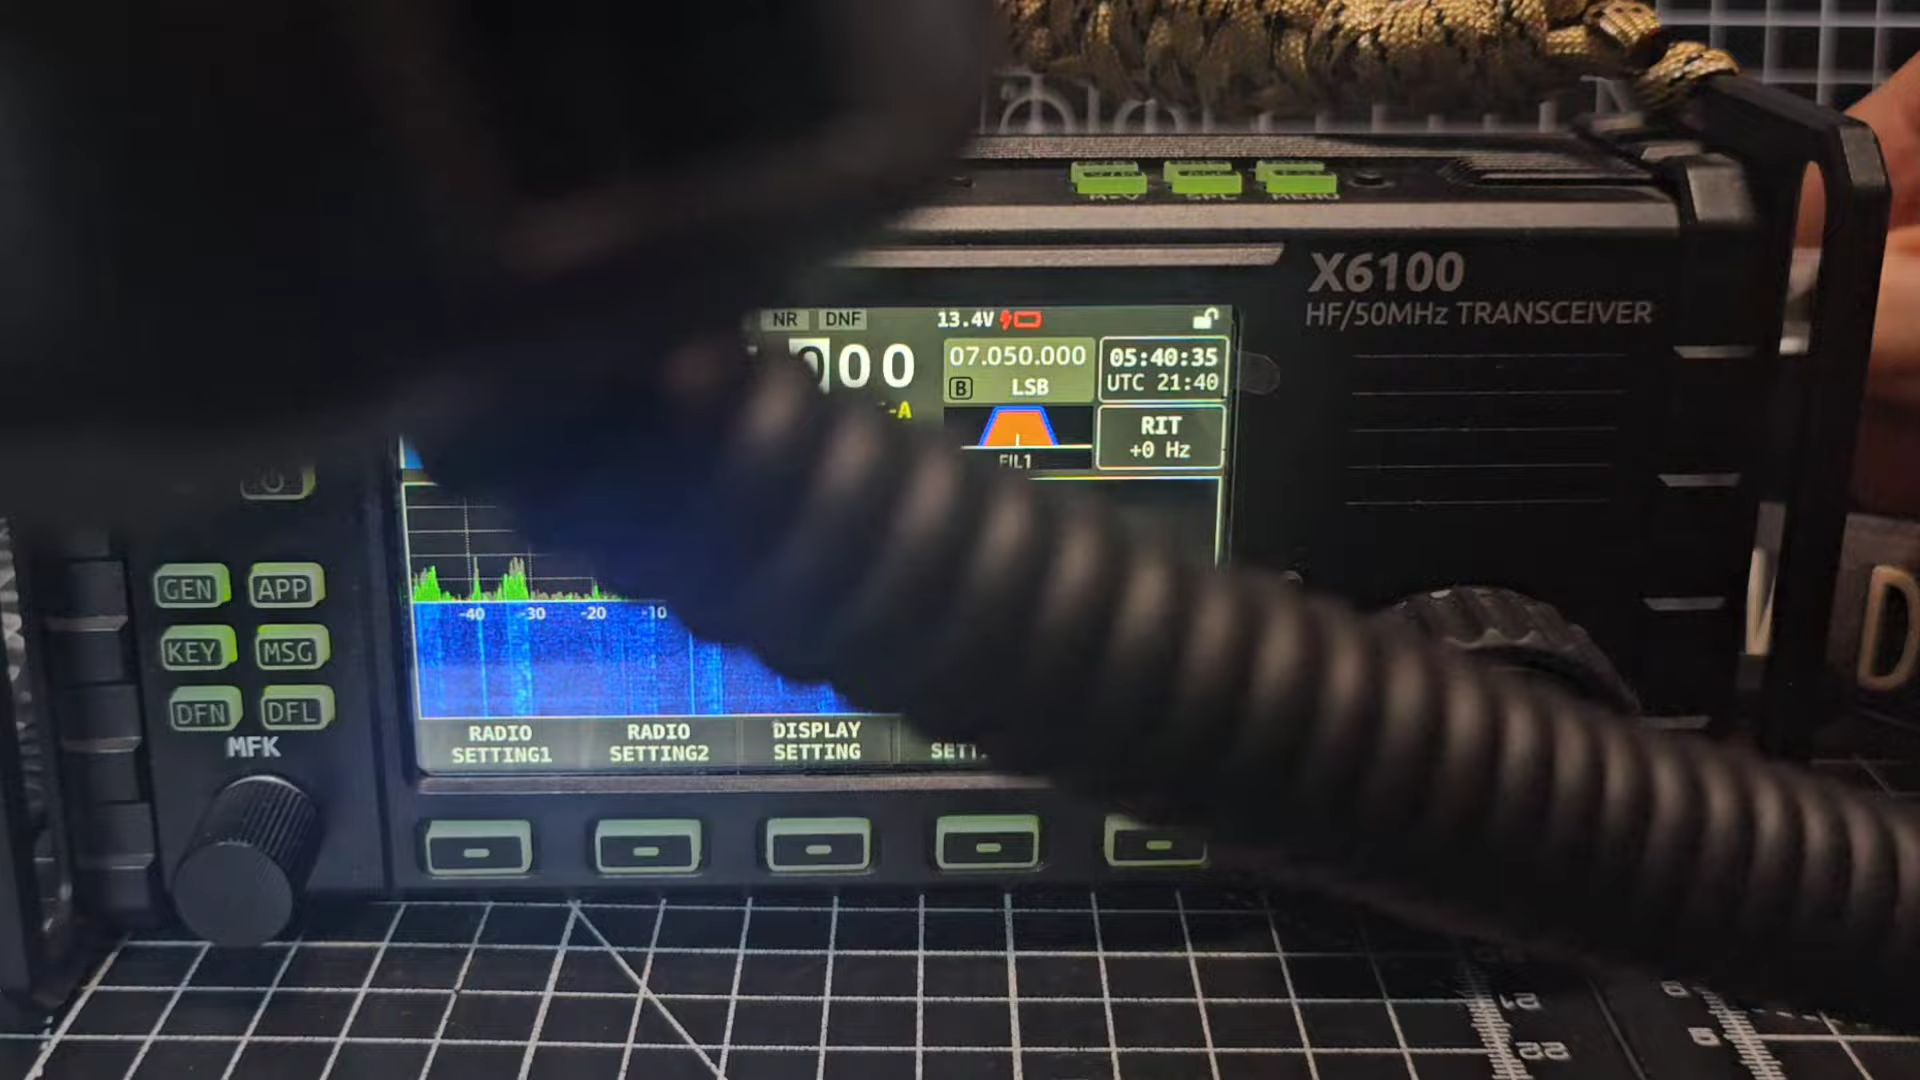 SPL
MENU
X6100
HF/50MHz TRANSCEIVER
NR DNF 13.4V
000 07.050.000 05:40:35
B LSB UTC 21:40
-A
RIT
+0 Hz
FIL1
GEN APP
KEY MSG
DFN DFL
MFK
-40 -30 -20 -10
RADIO SETTING1
RADIO SETTING2
DISPLAY SETTING
D